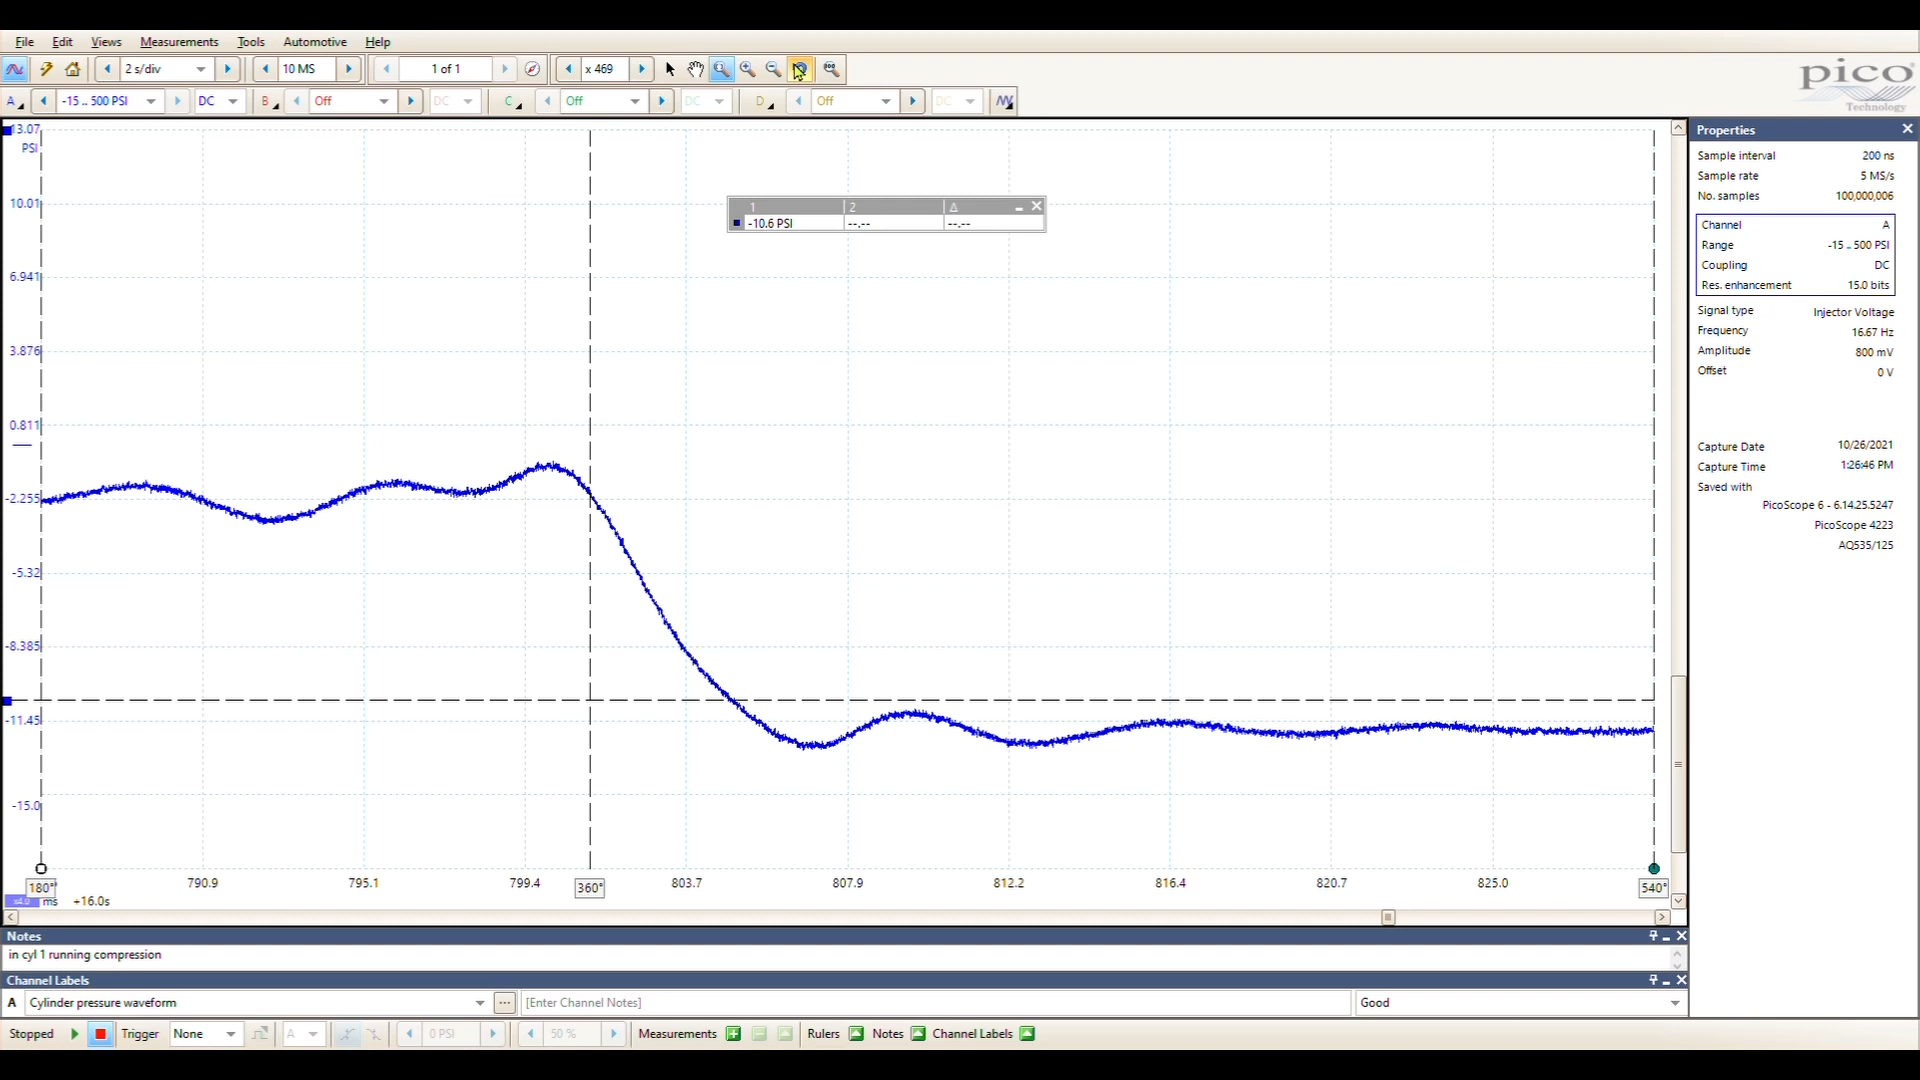 File Edit Views Measurements Tools Automotive Help
2 s/div 10 MS 1 of 1 x 469
pico
Technology
A -15 .. 500 PSI DC B Off DC C Off DC D Off DC
13.07
PSI
10.01
6.941
3.876
0.811
-2.255
-5.32
-8.385
-11.45
-15.0
1 2 Δ
-10.6 PSI --.-- --.--
180° 790.9 795.1 799.4 360° 803.7 807.9 812.2 816.4 820.7 825.0 540°
x4.0 ms +16.0s
Properties
Sample interval 200 ns
Sample rate 5 MS/s
No. samples 100,000,006
Channel A
Range -15 .. 500 PSI
Coupling DC
Res. enhancement 15.0 bits
Signal type Injector Voltage
Frequency 16.67 Hz
Amplitude 800 mV
Offset 0 V
Capture Date 10/26/2021
Capture Time 1:26:46 PM
Saved with
PicoScope 6 - 6.14.25.5247
PicoScope 4223
AQ535/125
Notes
in cyl 1 running compression
Channel Labels
A Cylinder pressure waveform ... [Enter Channel Notes] Good
Stopped Trigger None A 0 PSI 50 % Measurements Rulers Notes Channel Labels